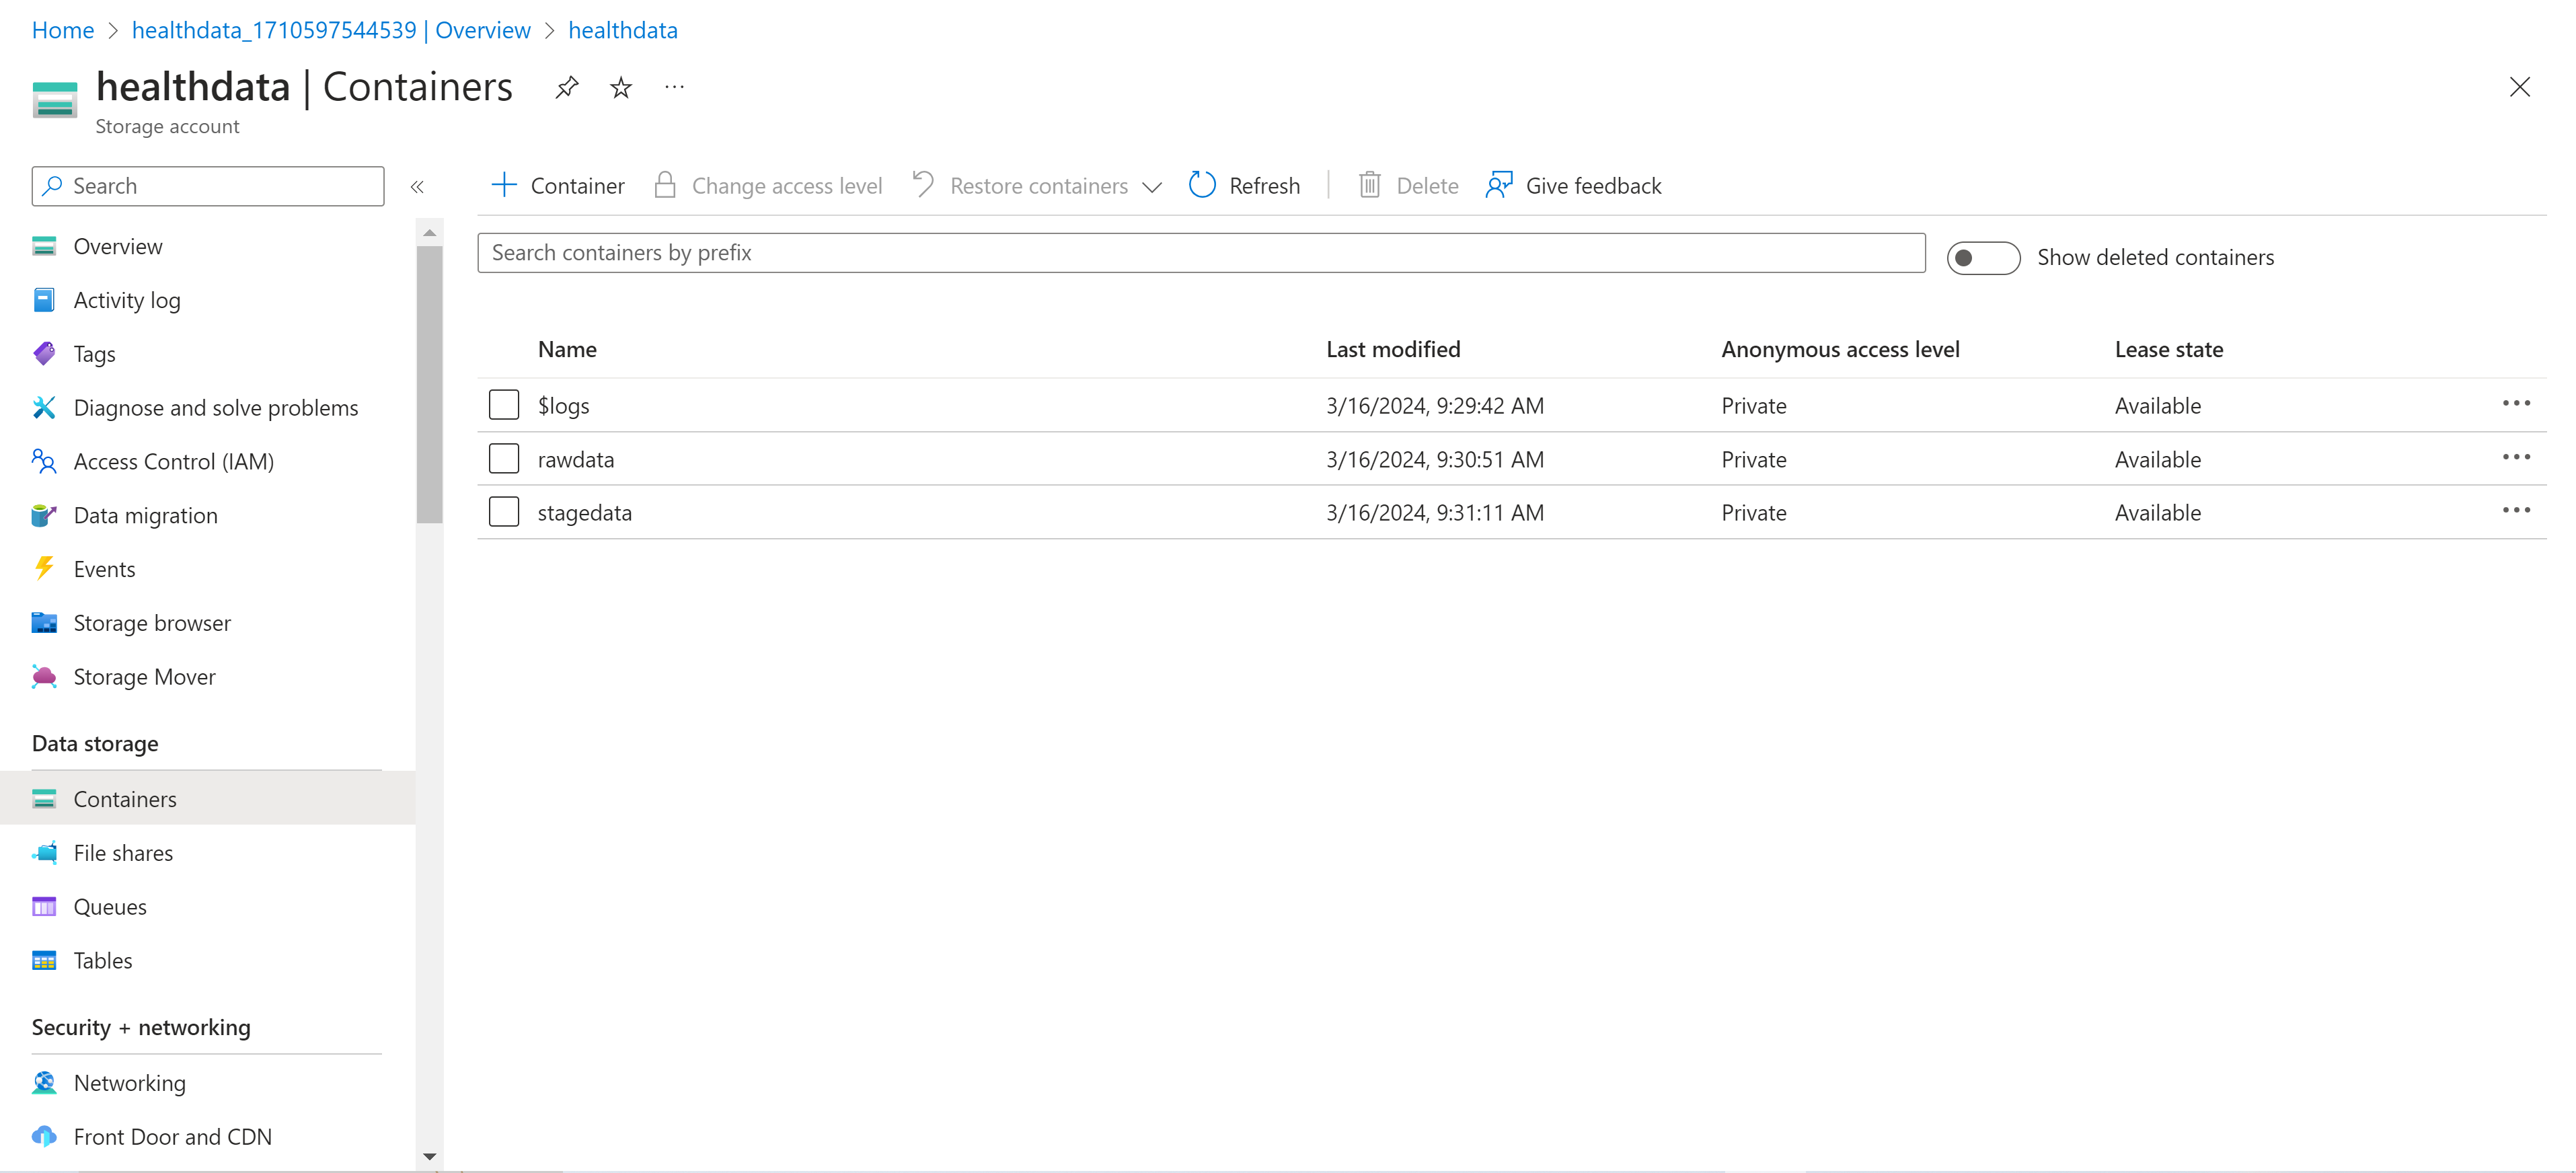 Home > healthdata_1710597544539 | Overview > healthdata
healthdata | Containers
Storage account
Search
Overview
Activity log
Tags
Diagnose and solve problems
Access Control (IAM)
Data migration
Events
Storage browser
Storage Mover
Data storage
Containers
File shares
Queues
Tables
Security + networking
Networking
Front Door and CDN
Container Change access level Restore containers Refresh Delete Give feedback
Search containers by prefix Show deleted containers
Name Last modified Anonymous access level Lease state
$logs 3/16/2024, 9:29:42 AM Private Available
rawdata 3/16/2024, 9:30:51 AM Private Available
stagedata 3/16/2024, 9:31:11 AM Private Available